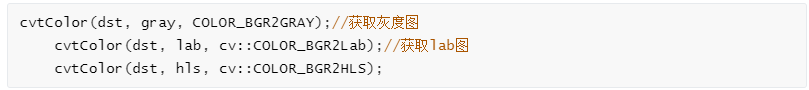 cvtColor(dst, gray, COLOR_BGR2GRAY);//获取灰度图
cvtColor(dst, lab, cv::COLOR_BGR2Lab);//获取lab图
cvtColor(dst, hls, cv::COLOR_BGR2HLS);